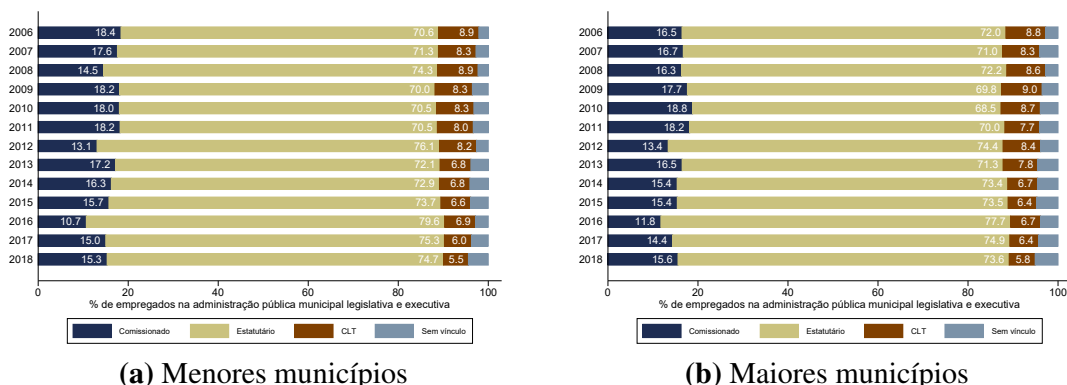 2006 18.4 70.6 8.9
2007 17.6 71.3 8.3
2008 14.5 74.3 8.9
2009 18.2 70.0 8.3
2010 18.0 70.5 8.3
2011 18.2 70.5 8.0
2012 13.1 76.1 8.2
2013 17.2 72.1 6.8
2014 16.3 72.9 6.8
2015 15.7 73.7 6.6
2016 10.7 79.6 6.9
2017 15.0 75.3 6.0
2018 15.3 74.7 5.5
0 20 40 60 80 100
% de empregados na administração pública municipal legislativa e executiva
Comissionado Estatutário CLT Sem vínculo
(a) Menores municípios
2006 16.5 72.0 8.8
2007 16.7 71.0 8.3
2008 16.3 72.2 8.6
2009 17.7 69.8 9.0
2010 18.8 68.5 8.7
2011 18.2 70.0 7.7
2012 13.4 74.4 8.4
2013 16.5 71.3 7.8
2014 15.4 73.4 6.7
2015 15.4 73.5 6.4
2016 11.8 77.7 6.7
2017 14.4 74.9 6.4
2018 15.6 73.6 5.8
0 20 40 60 80 100
% de empregados na administração pública municipal legislativa e executiva
Comissionado Estatutário CLT Sem vínculo
(b) Maiores municípios